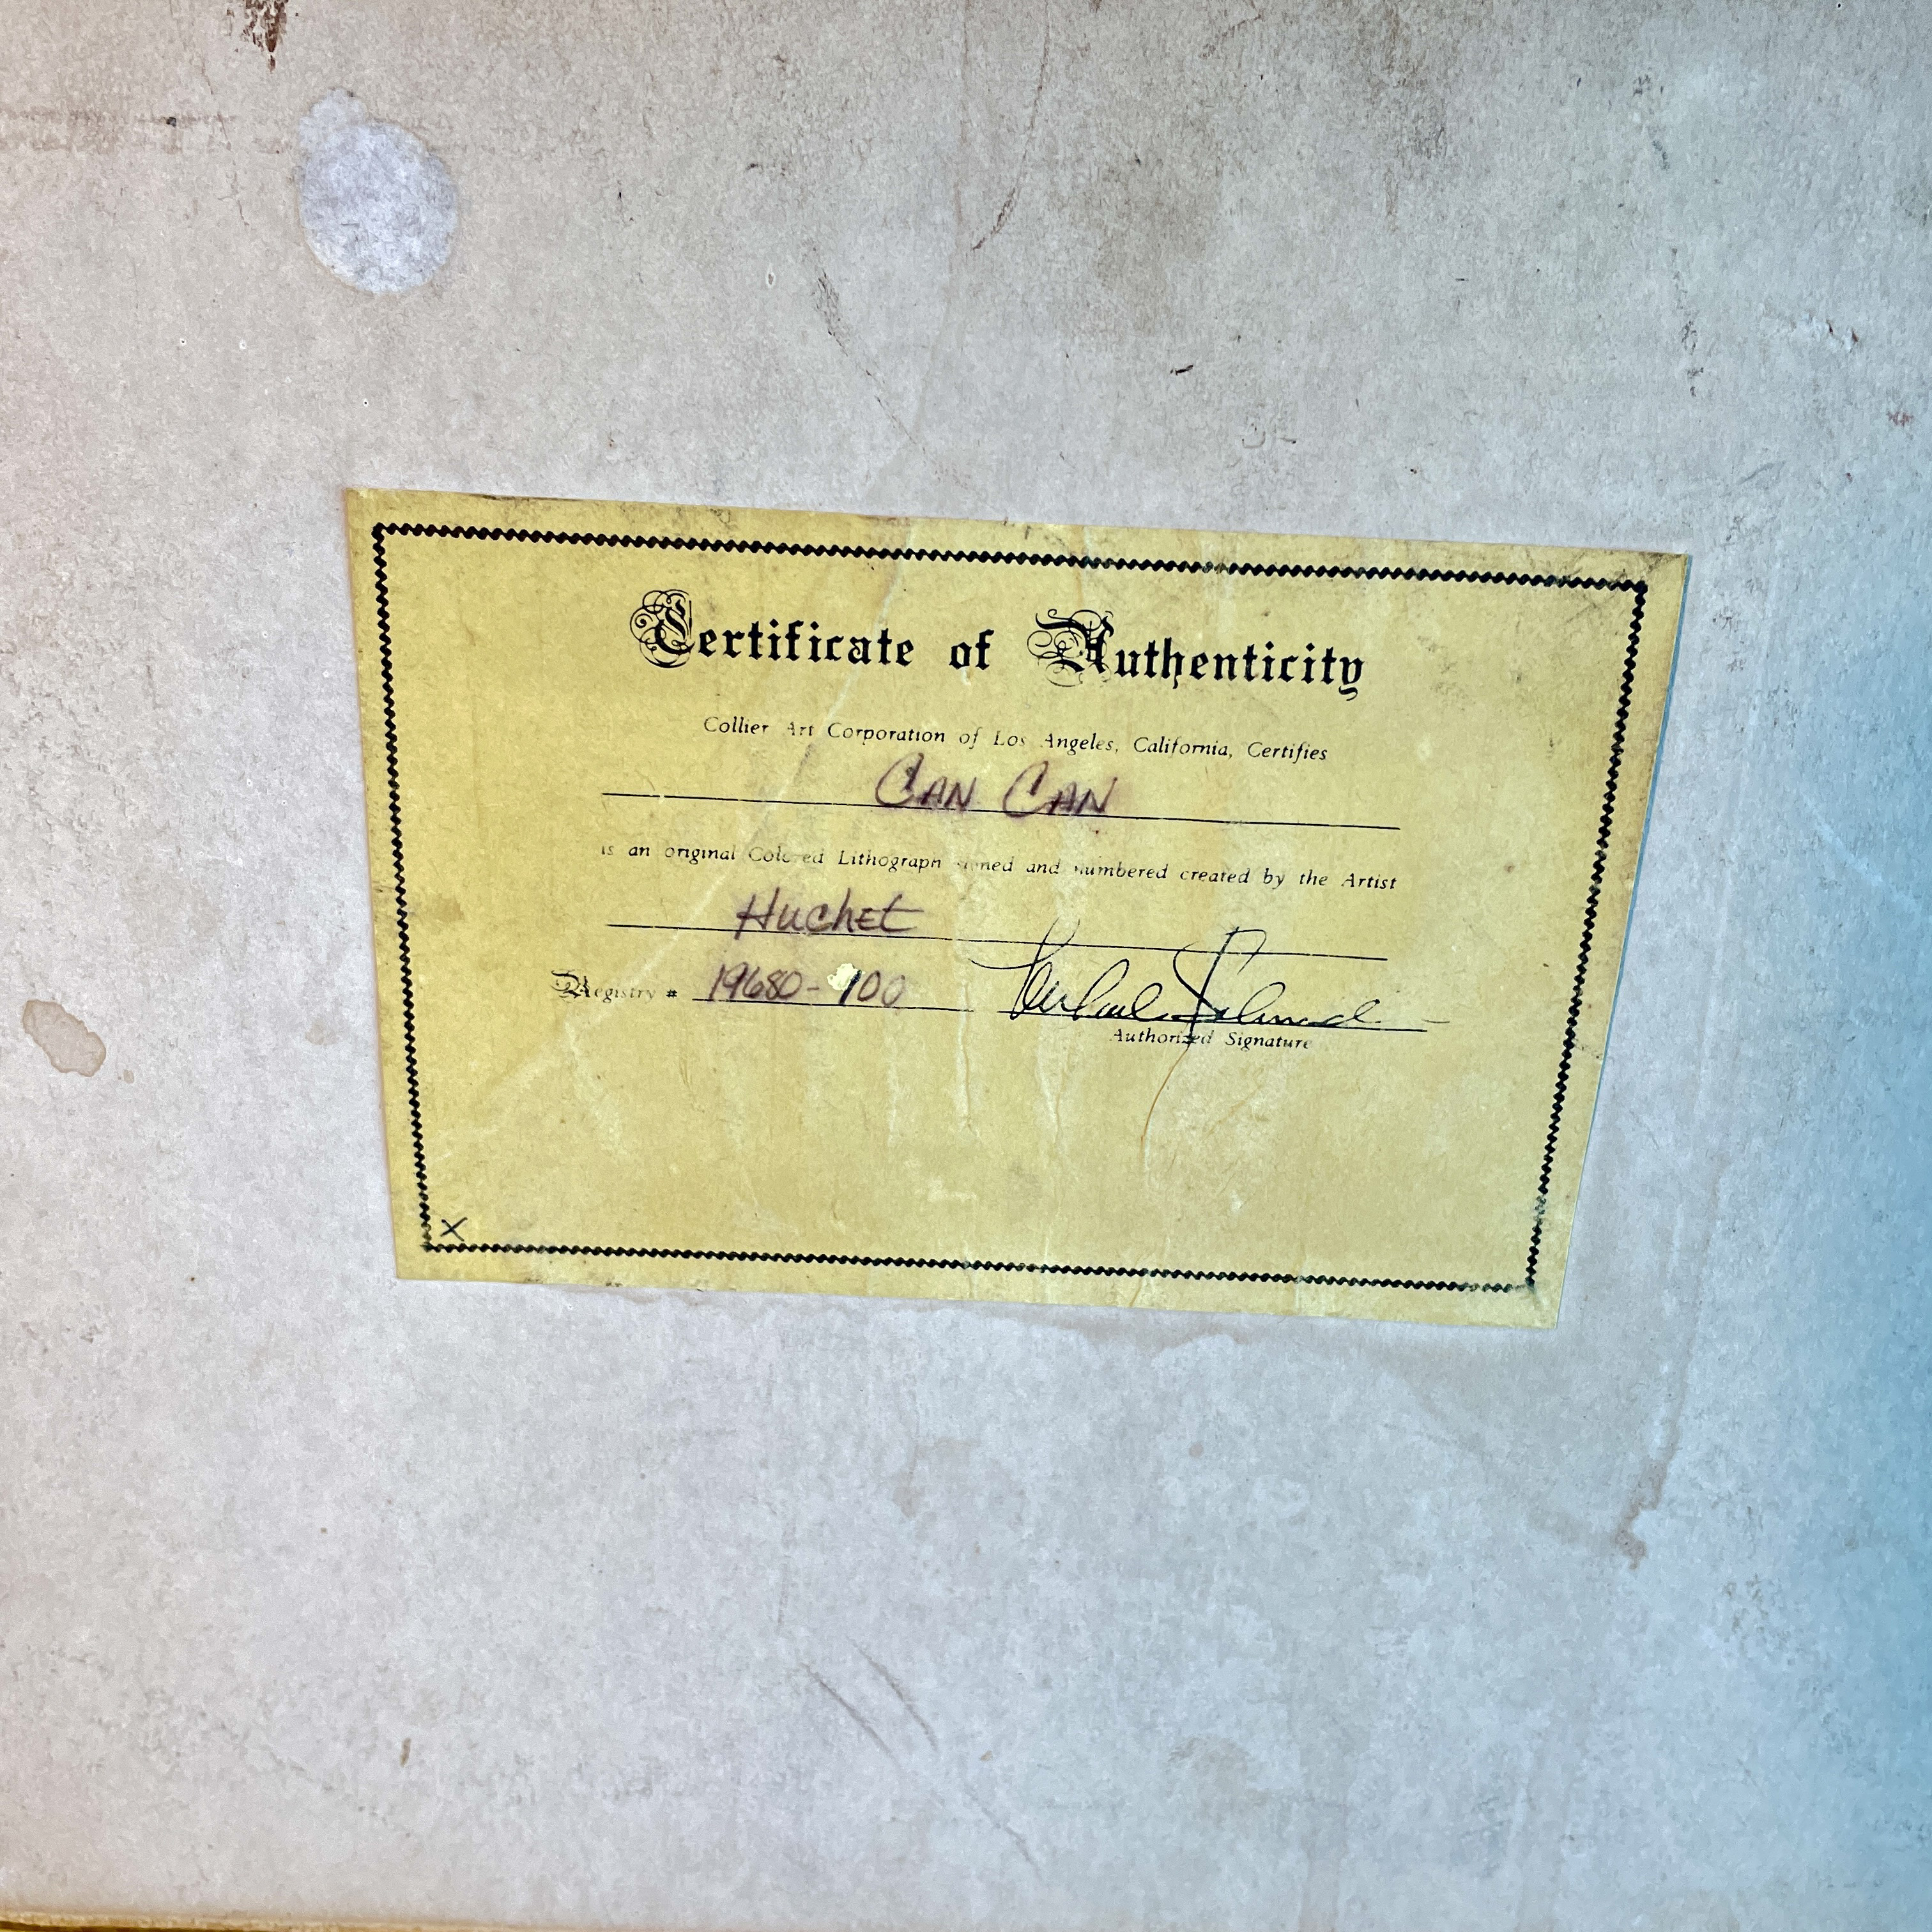 Certificate of Authenticity
Collier Art Corporation of Los Angeles, California, Certifies
CAN CAN
is an original Colored Lithograph signed and numbered created by the Artist
Huchet
Registry # 19680-100
Authorized Signature
X